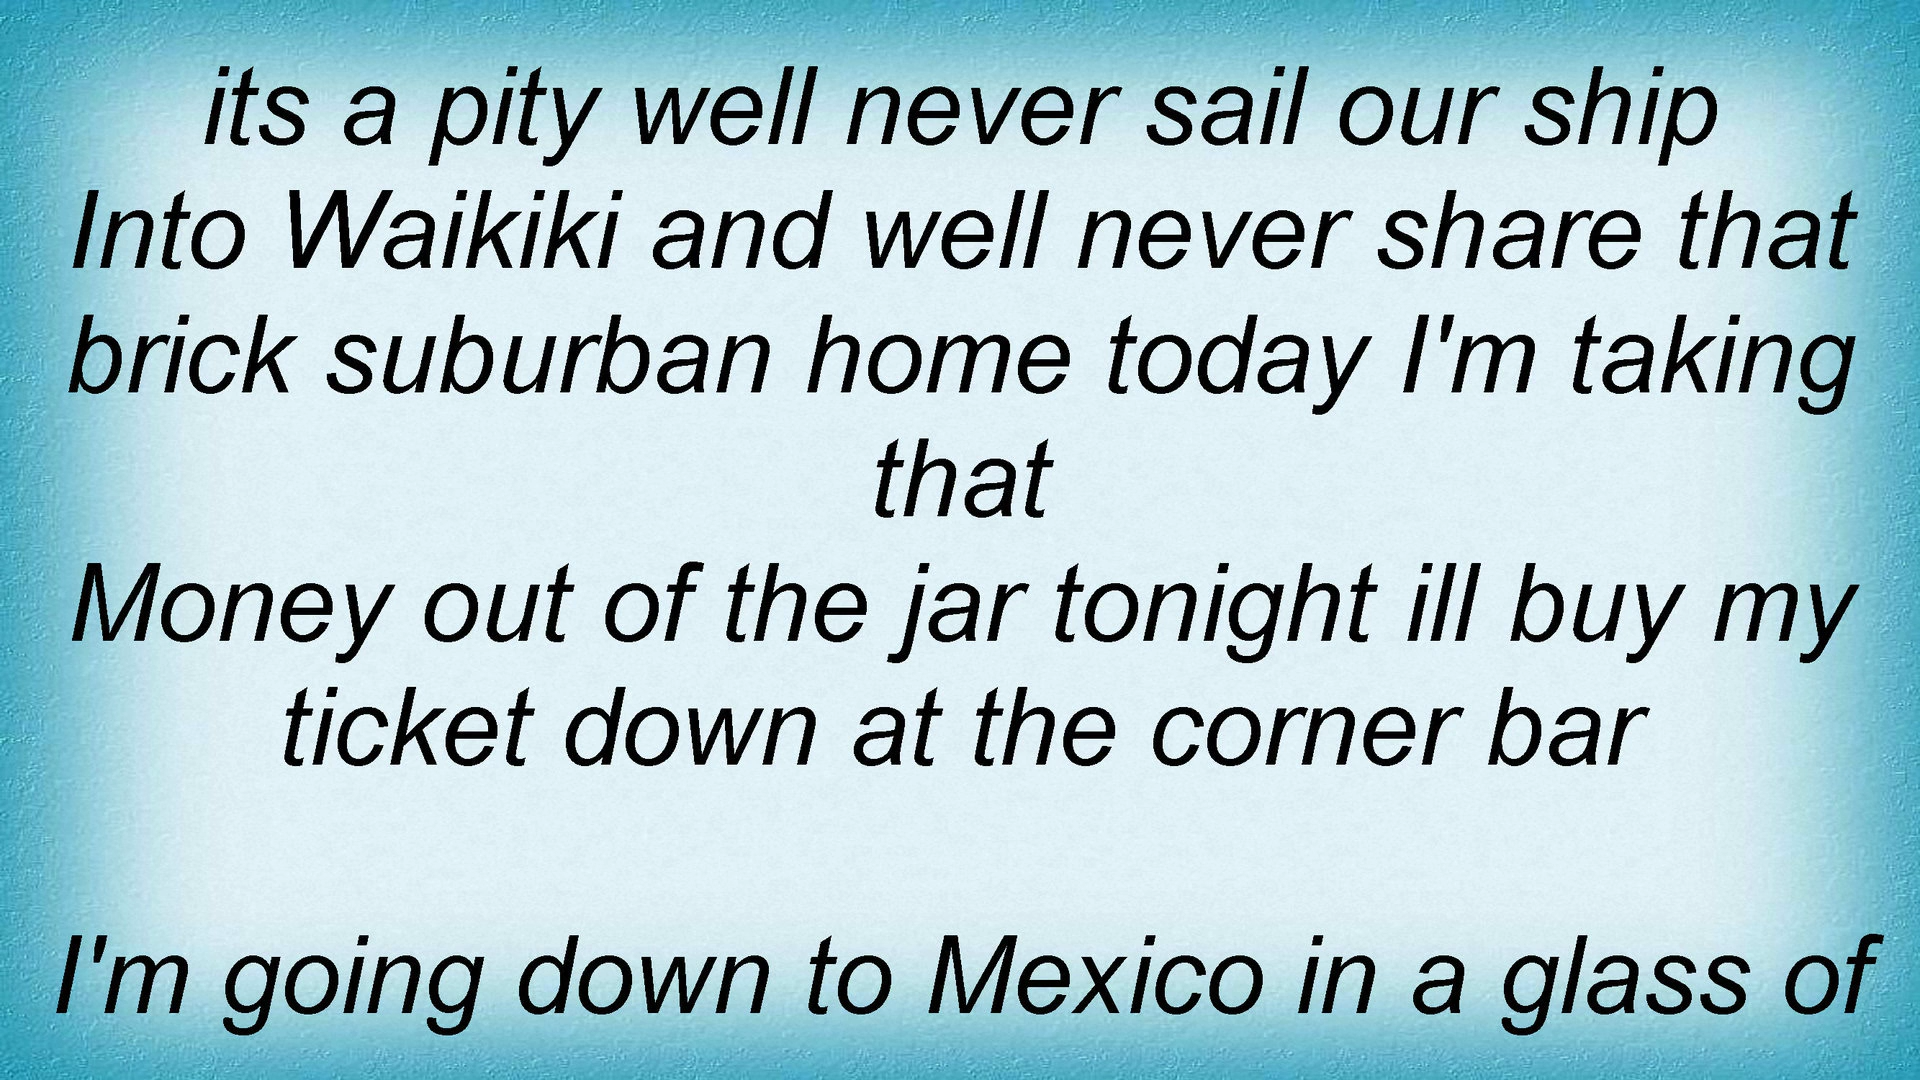 its a pity well never sail our ship
Into Waikiki and well never share that
brick suburban home today I'm taking
that
Money out of the jar tonight ill buy my
ticket down at the corner bar
I'm going down to Mexico in a glass of